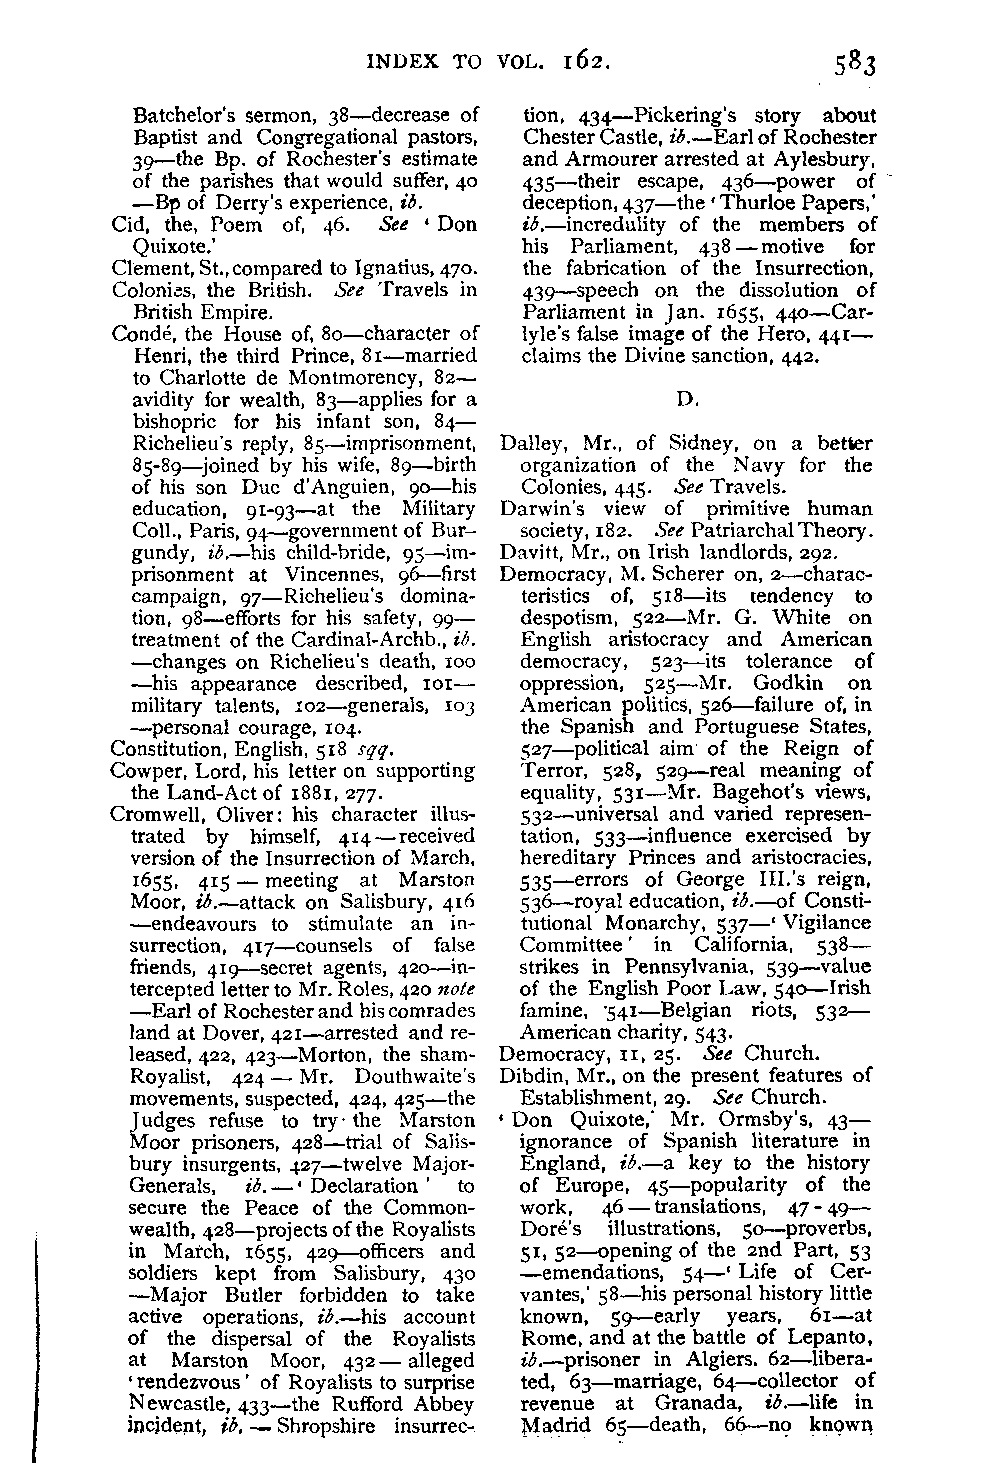 INDEX TO VOL. 162. 583
Batchelor's sermon, 38—decrease of
Baptist and Congregational pastors,
39—the Bp. of Rochester's estimate
of the parishes that would suffer, 40
—Bp of Derry's experience, ib.
Cid, the, Poem of, 46. See ‘Don
Quixote.’
Clement, St., compared to Ignatius, 470.
Colonies, the British. See Travels in
British Empire.
Condé, the House of, 80—character of
Henri, the third Prince, 81—married
to Charlotte de Montmorency, 82—
avidity for wealth, 83—applies for a
bishopric for his infant son, 84—
Richelieu's reply, 85—imprisonment,
85-89—joined by his wife, 89—birth
of his son Duc d'Anguien, 90—his
education, 91-93—at the Military
Coll., Paris, 94—government of Bur-
gundy, ib.—his child-bride, 95—im-
prisonment at Vincennes, 96—first
campaign, 97—Richelieu's domina-
tion, 98—efforts for his safety, 99—
treatment of the Cardinal-Archb., ib.
—changes on Richelieu's death, 100
—his appearance described, 101—
military talents, 102—generals, 103
—personal courage, 104.
Constitution, English, 518 sqq.
Cowper, Lord, his letter on supporting
the Land-Act of 1881, 277.
Cromwell, Oliver: his character illus-
trated by himself, 414—received
version of the Insurrection of March,
1655, 415 — meeting at Marston
Moor, ib.—attack on Salisbury, 416
—endeavours to stimulate an in-
surrection, 417—counsels of false
friends, 419—secret agents, 420—in-
tercepted letter to Mr. Roles, 420 note
—Earl of Rochester and his comrades
land at Dover, 421—arrested and re-
leased, 422, 423—Morton, the sham-
Royalist, 424 — Mr. Douthwaite's
movements, suspected, 424, 425—the
Judges refuse to try the Marston
Moor prisoners, 428—trial of Salis-
bury insurgents, 427—twelve Major-
Generals, ib.—‘Declaration’ to
secure the Peace of the Common-
wealth, 428—projects of the Royalists
in March, 1655, 429—officers and
soldiers kept from Salisbury, 430
—Major Butler forbidden to take
active operations, ib.—his account
of the dispersal of the Royalists
at Marston Moor, 432 — alleged
‘rendezvous’ of Royalists to surprise
Newcastle, 433—the Rufford Abbey
incident, ib. — Shropshire insurrec-
tion, 434—Pickering's story about
Chester Castle, ib.—Earl of Rochester
and Armourer arrested at Aylesbury,
435—their escape, 436—power of
deception, 437—the ‘Thurloe Papers,’
ib.—incredulity of the members of
his Parliament, 438 — motive for
the fabrication of the Insurrection,
439—speech on the dissolution of
Parliament in Jan. 1655, 440—Car-
lyle's false image of the Hero, 441—
claims the Divine sanction, 442.
D.
Dalley, Mr., of Sidney, on a better
organization of the Navy for the
Colonies, 445. See Travels.
Darwin's view of primitive human
society, 182. See Patriarchal Theory.
Davitt, Mr., on Irish landlords, 292.
Democracy, M. Scherer on, 2—charac-
teristics of, 518—its tendency to
despotism, 522—Mr. G. White on
English aristocracy and American
democracy, 523—its tolerance of
oppression, 525—Mr. Godkin on
American politics, 526—failure of, in
the Spanish and Portuguese States,
527—political aim of the Reign of
Terror, 528, 529—real meaning of
equality, 531—Mr. Bagehot's views,
532—universal and varied represen-
tation, 533—influence exercised by
hereditary Princes and aristocracies,
535—errors of George III.'s reign,
536—royal education, ib.—of Consti-
tutional Monarchy, 537—‘Vigilance
Committee’ in California, 538—
strikes in Pennsylvania, 539—value
of the English Poor Law, 540—Irish
famine, 541—Belgian riots, 532—
American charity, 543.
Democracy, 11, 25. See Church.
Dibdin, Mr., on the present features of
Establishment, 29. See Church.
‘Don Quixote,’ Mr. Ormsby's, 43—
ignorance of Spanish literature in
England, ib.—a key to the history
of Europe, 45—popularity of the
work, 46 — translations, 47-49—
Doré's illustrations, 50—proverbs,
51, 52—opening of the 2nd Part, 53
—emendations, 54—‘Life of Cer-
vantes,’ 58—his personal history little
known, 59—early years, 61—at
Rome, and at the battle of Lepanto,
ib.—prisoner in Algiers. 62—libera-
ted, 63—marriage, 64—collector of
revenue at Granada, ib.—life in
Madrid 65—death, 66—no known